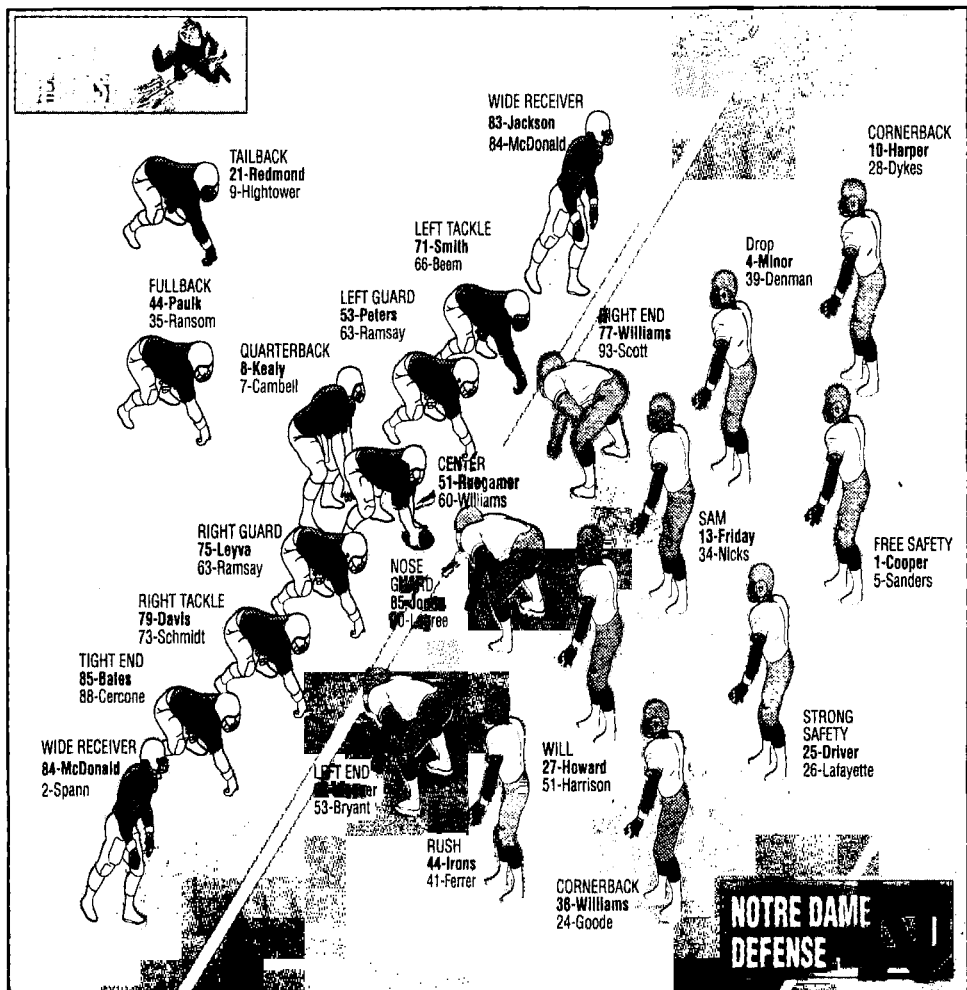 WIDE RECEIVER
83-Jackson
84-McDonald
CORNERBACK
10-Harper
28-Dykes
TAILBACK
21-Redmond
9-Hightower
LEFT TACKLE
71-Smith
66-Beem
Drop
4-Minor
39-Denman
FULLBACK
44-Paulk
35-Ransom
LEFT GUARD
53-Peters
63-Ramsay
RIGHT END
77-Williams
93-Scott
QUARTERBACK
8-Kealy
7-Cambell
CENTER
51-Ruegamer
60-Williams
SAM
13-Friday
34-Nicks
FREE SAFETY
1-Cooper
5-Sanders
RIGHT GUARD
75-Leyva
63-Ramsay
NOSE
GUARD
RIGHT TACKLE
79-Davis
73-Schmidt
TIGHT END
85-Bales
88-Cercone
STRONG
SAFETY
25-Driver
26-Lafayette
WIDE RECEIVER
84-McDonald
2-Spann
WILL
27-Howard
51-Harrison
LEFT END
53-Bryant
RUSH
44-Irons
41-Ferrer
CORNERBACK
36-Williams
24-Goode
NOTRE DAME
DEFENSE